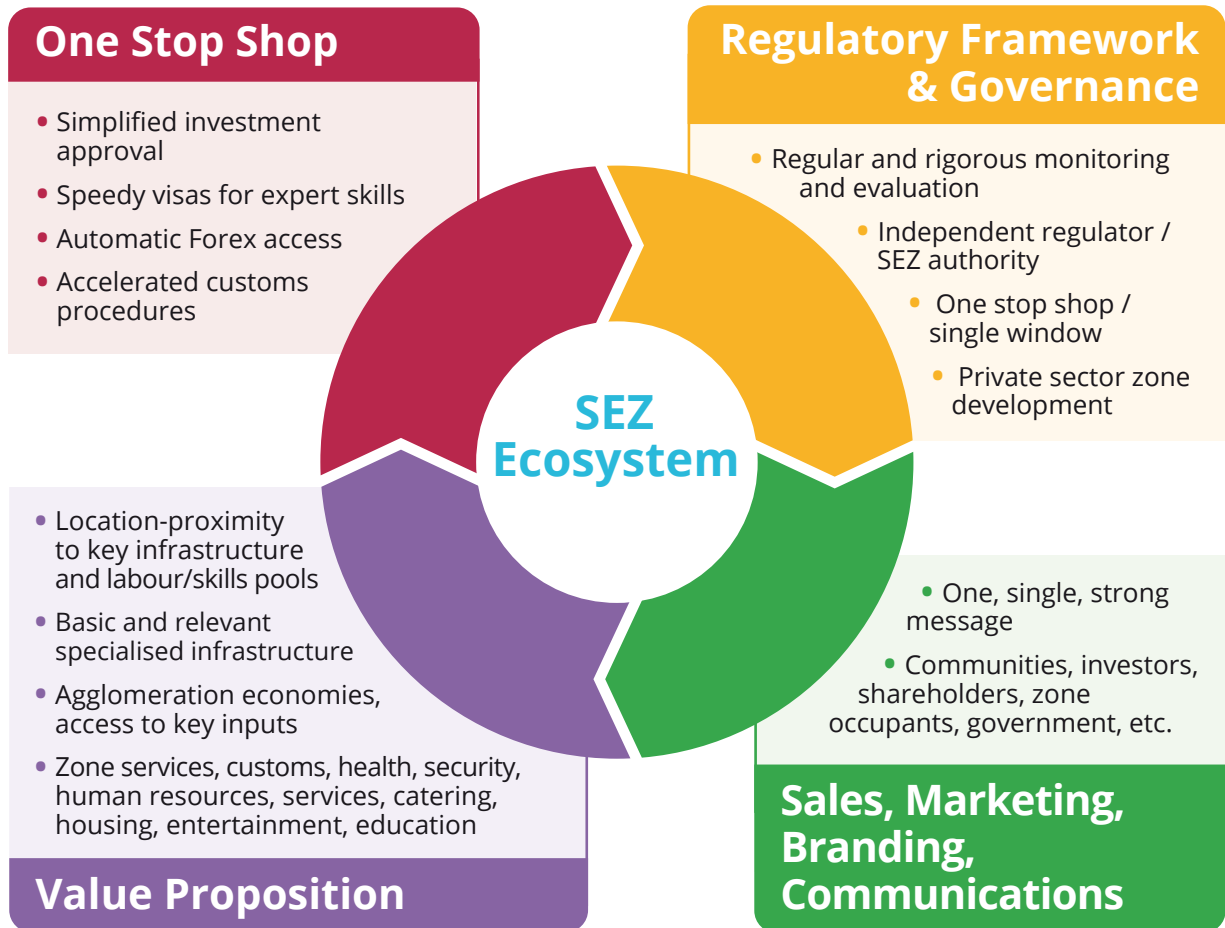 One Stop Shop
• Simplified investment
approval
• Speedy visas for expert skills
• Automatic Forex access
• Accelerated customs
procedures
Regulatory Framework
& Governance
• Regular and rigorous monitoring
and evaluation
• Independent regulator /
SEZ authority
• One stop shop /
single window
• Private sector zone
development
SEZ
Ecosystem
• Location-proximity
to key infrastructure
and labour/skills pools
• Basic and relevant
specialised infrastructure
• Agglomeration economies,
access to key inputs
• Zone services, customs, health, security,
human resources, services, catering,
housing, entertainment, education
Value Proposition
• One, single, strong
message
• Communities, investors,
shareholders, zone
occupants, government, etc.
Sales, Marketing,
Branding,
Communications